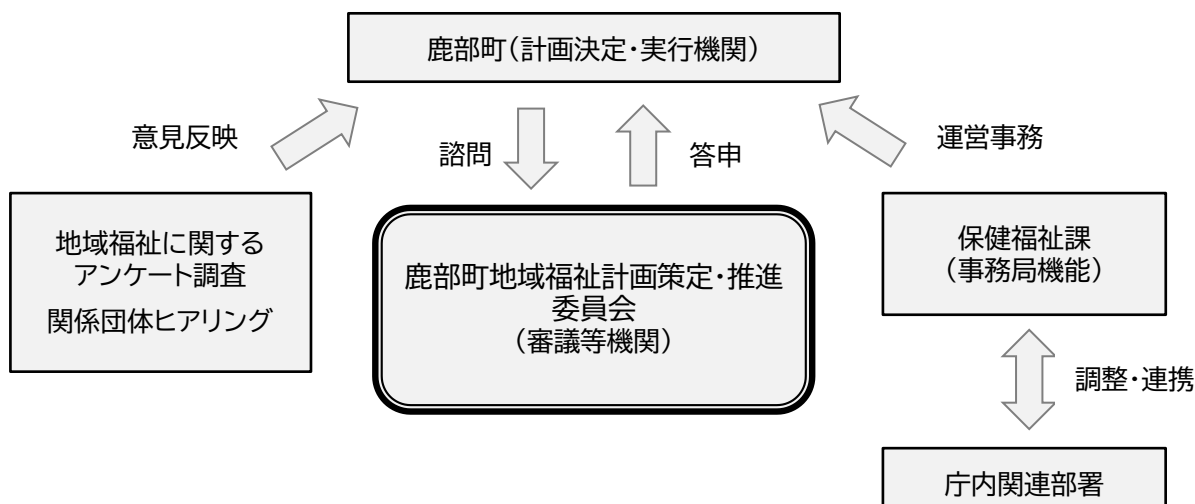 鹿部町(計画決定・実行機関)
意見反映
諮問
答申
運営事務
地域福祉に関する
アンケート調査
関係団体ヒアリング
鹿部町地域福祉計画策定・推進
委員会
(審議等機関)
保健福祉課
(事務局機能)
調整・連携
庁内関連部署